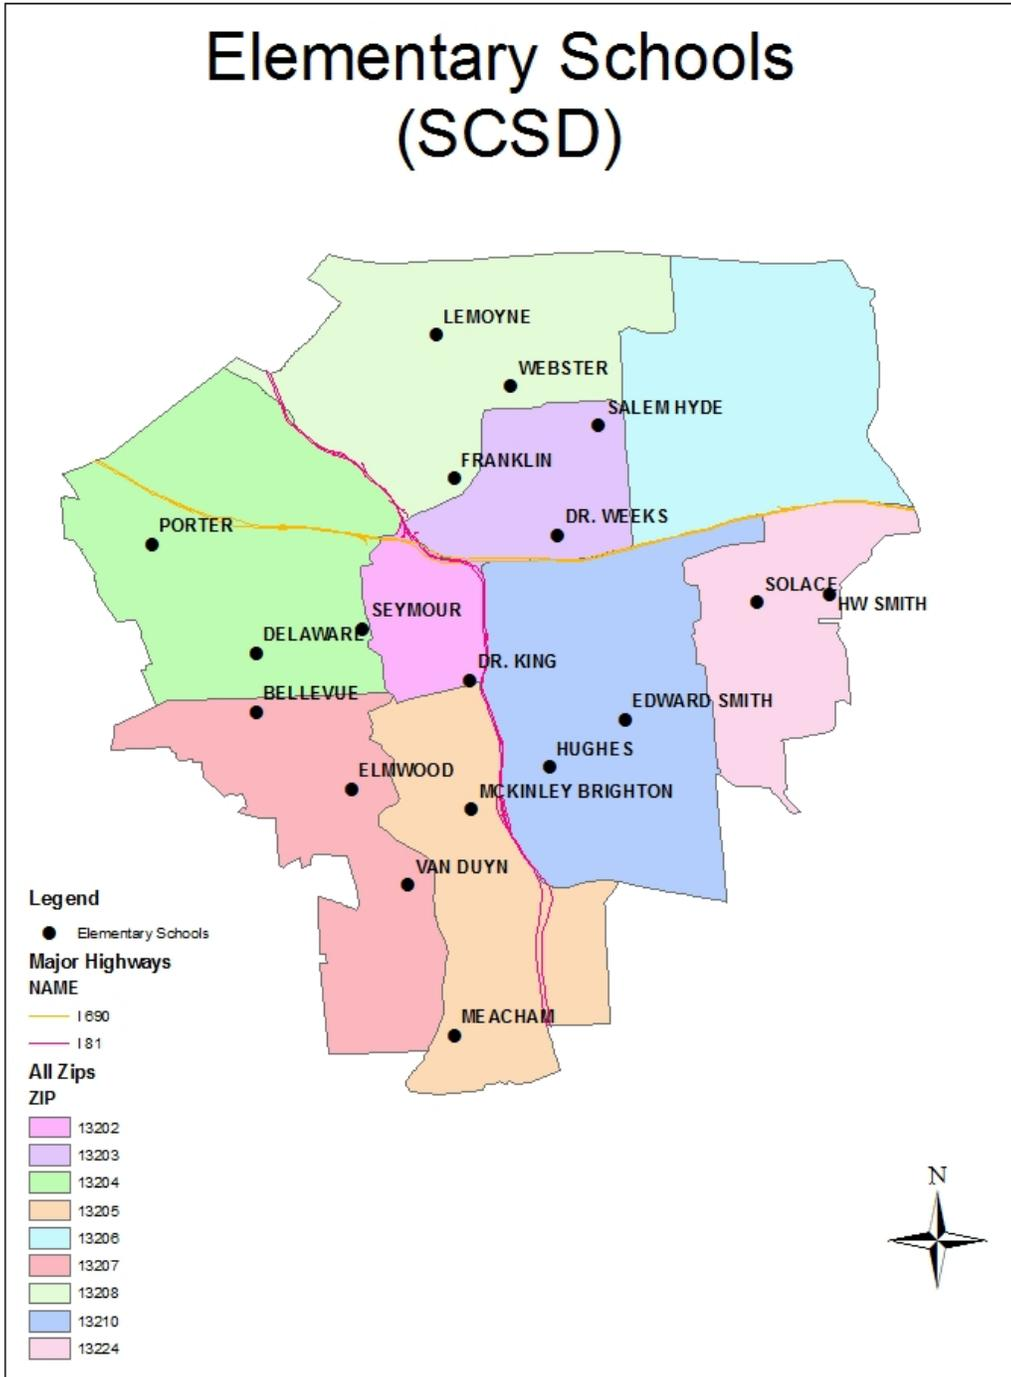 Elementary Schools
(SCSD)
LEMOYNE
WEBSTER
SALEM HYDE
FRANKLIN
DR. WEEKS
PORTER
SOLACE
HW SMITH
SEYMOUR
DELAWARE
DR. KING
BELLEVUE
EDWARD SMITH
HUGHES
ELMWOOD
MCKINLEY BRIGHTON
VAN DUYN
MEACHAM
Legend
Elementary Schools
Major Highways
NAME
I 690
I 81
All Zips
ZIP
13202
13203
13204
13205
13206
13207
13208
13210
13224
N